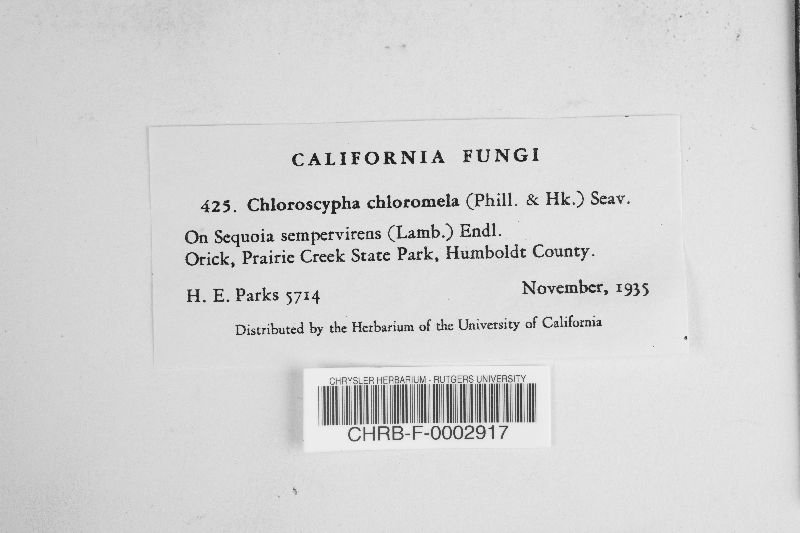 CALIFORNIA FUNGI
425. Chloroscypha chloromela (Phill. & Hk.) Seav.
On Sequoia sempervirens (Lamb.) Endl.
Orick, Prairie Creek State Park, Humboldt County.
H. E. Parks 5714 November, 1935
Distributed by the Herbarium of the University of California
CHRYSLER HERBARIUM - RUTGERS UNIVERSITY
CHRB-F-0002917